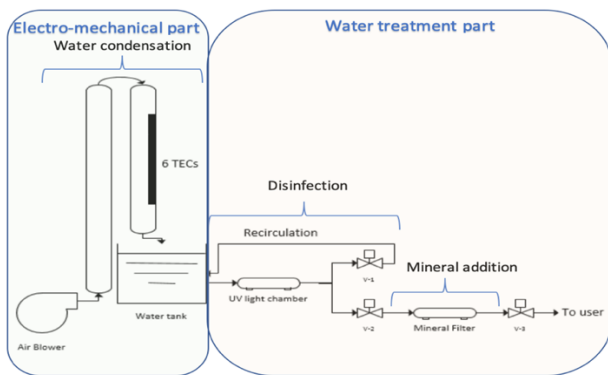 Electro-mechanical part
Water treatment part
Water condensation
6 TECs
Disinfection
Recirculation
V-1
Mineral addition
UV light chamber
Water tank
V-2
Mineral Filter
V-3
To user
Air Blower